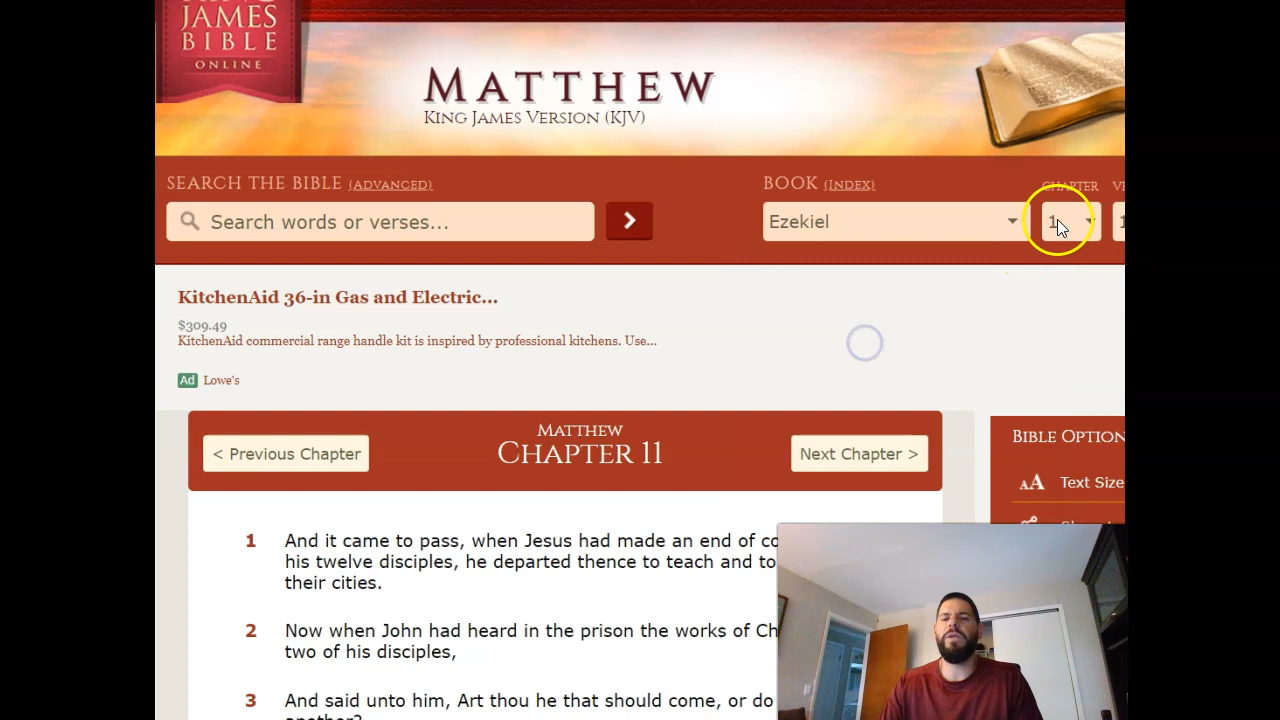 KING
JAMES
BIBLE
ONLINE
MATTHEW
KING JAMES VERSION (KJV)
SEARCH THE BIBLE (ADVANCED)
BOOK (INDEX)
CHAPTER
Search words or verses...
>
Ezekiel
1
1
KitchenAid 36-in Gas and Electric...
$309.49
KitchenAid commercial range handle kit is inspired by professional kitchens. Use...
Ad Lowe's
< Previous Chapter
MATTHEW
CHAPTER 11
Next Chapter >
BIBLE OPTION
AA Text Size
1 And it came to pass, when Jesus had made an end of co
his twelve disciples, he departed thence to teach and to
their cities.
2 Now when John had heard in the prison the works of Ch
two of his disciples,
3 And said unto him, Art thou he that should come, or do
another?